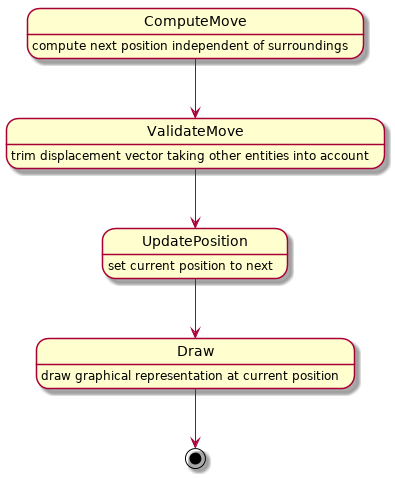 ComputeMove
compute next position independent of surroundings
ValidateMove
trim displacement vector taking other entities into account
UpdatePosition
set current position to next
Draw
draw graphical representation at current position